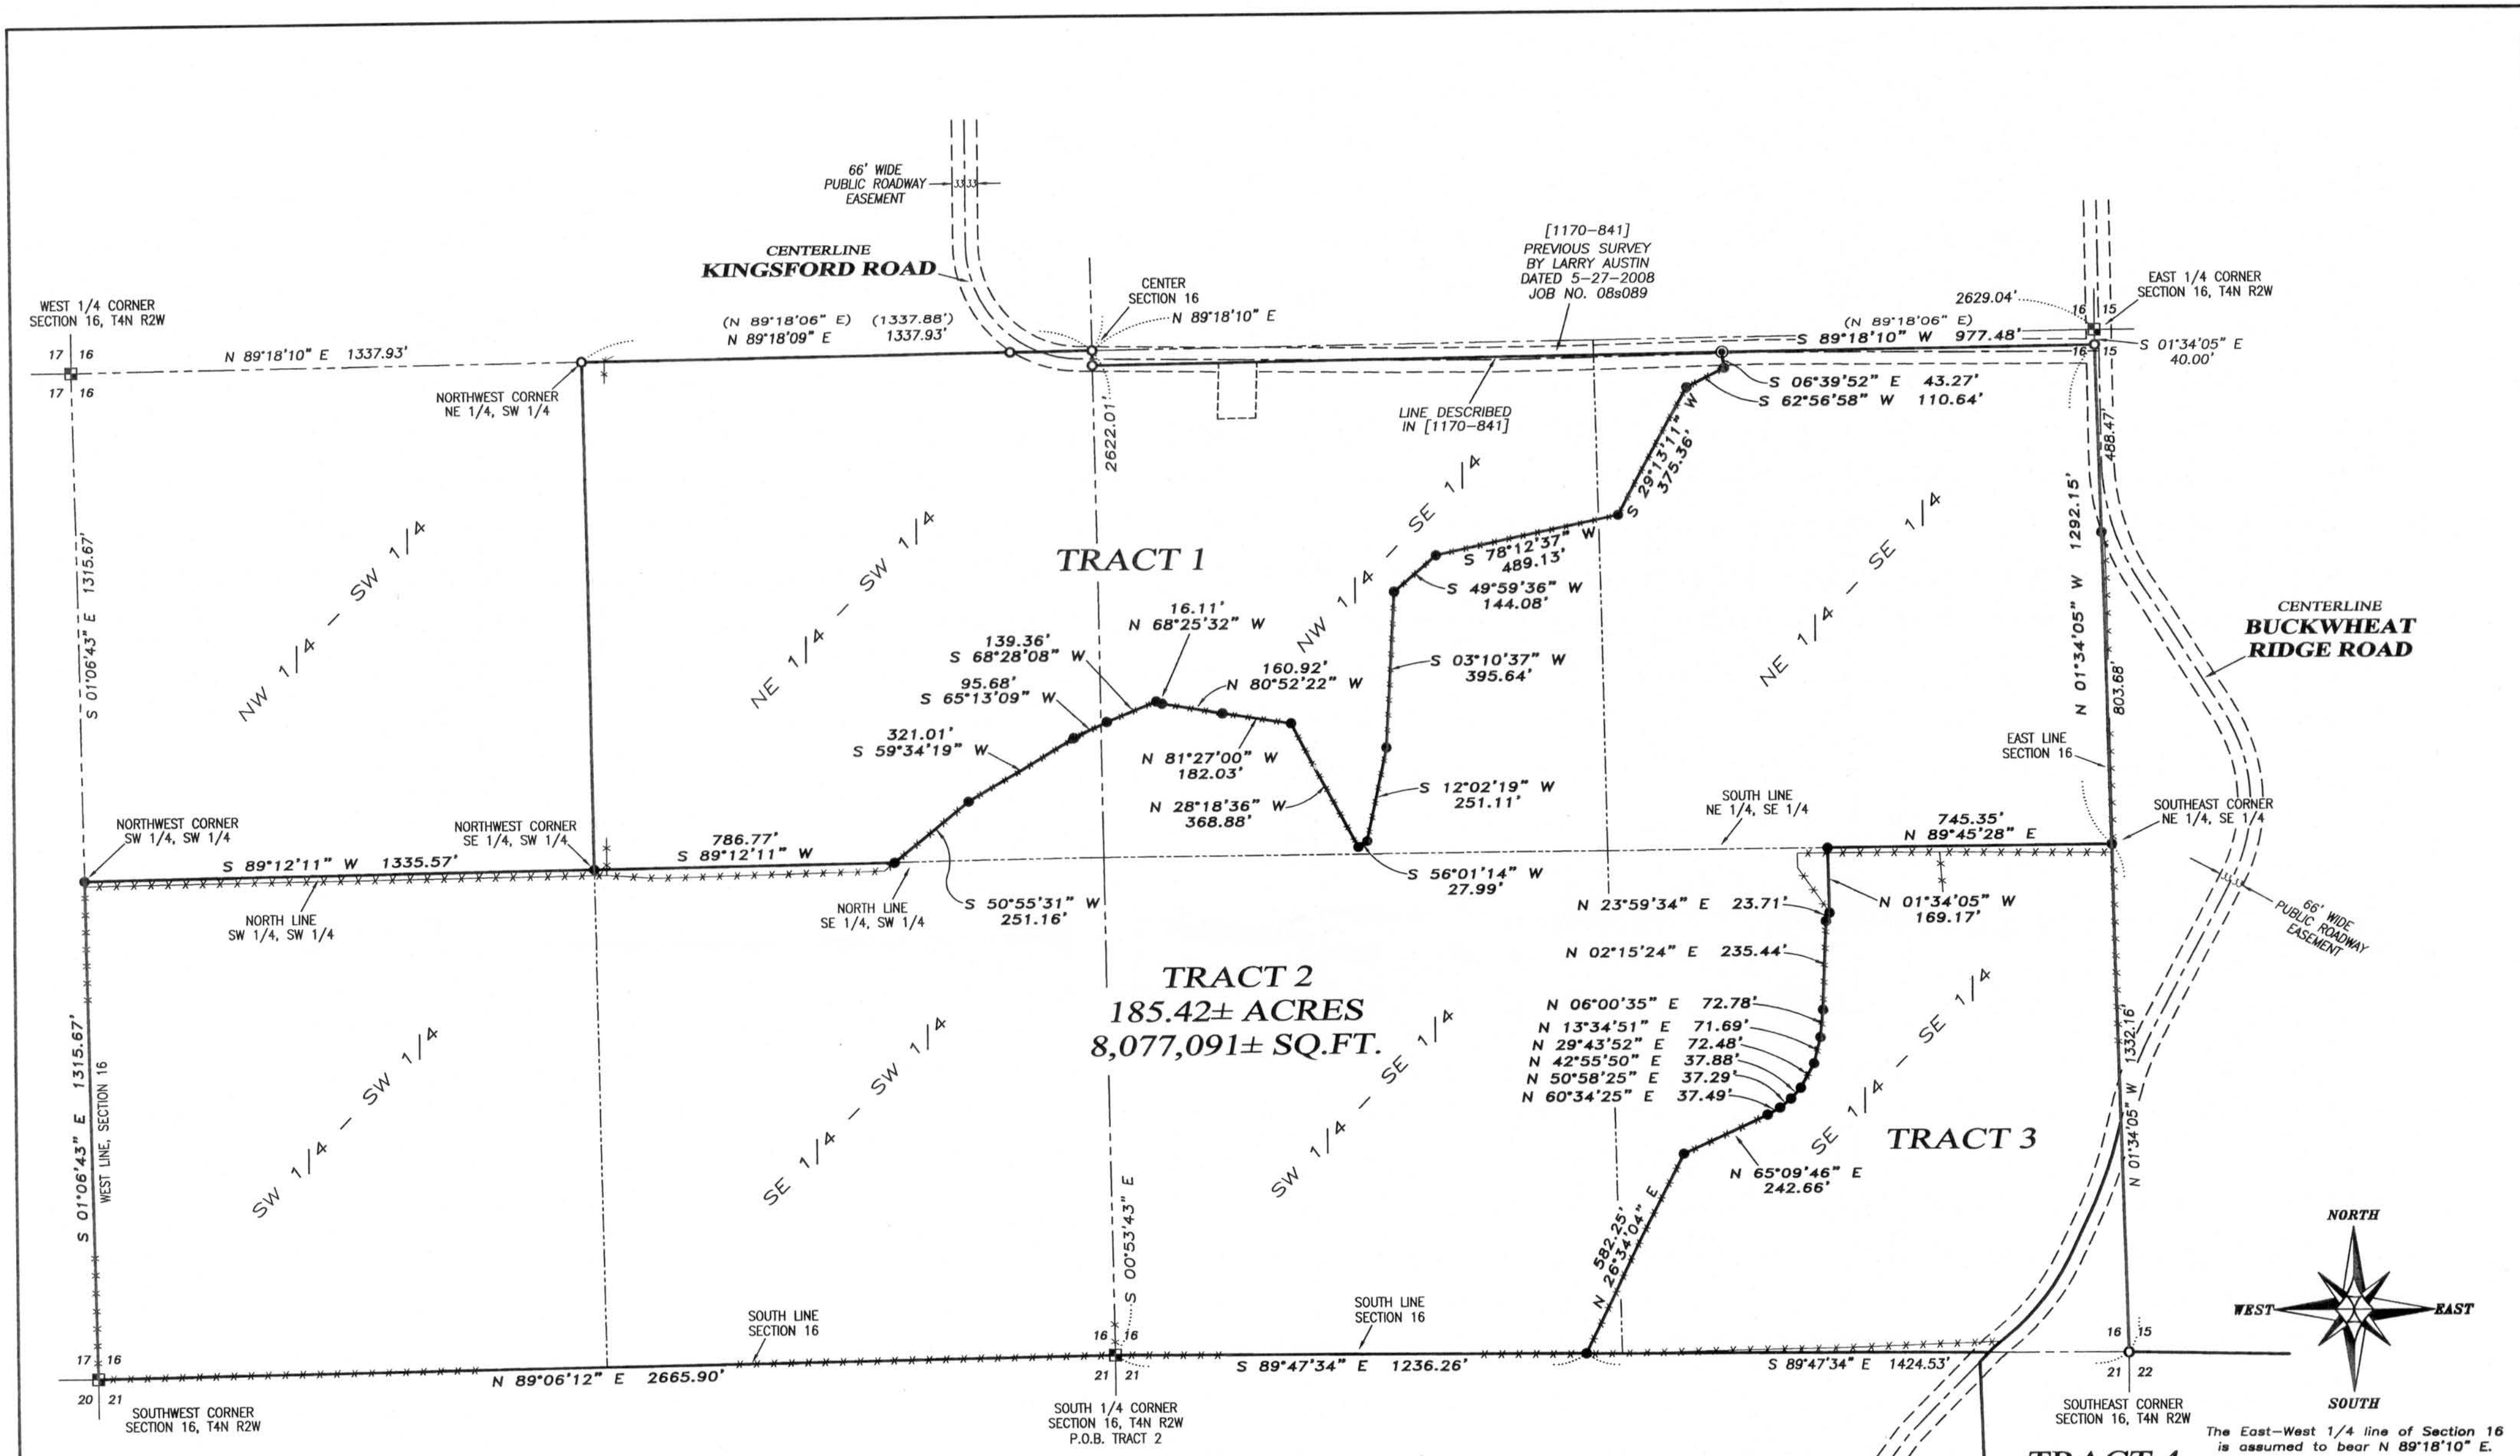 66' WIDE
PUBLIC ROADWAY
EASEMENT
33 33
CENTERLINE
KINGSFORD ROAD
CENTER
SECTION 16
N 89°18'10" E
[1170-841]
PREVIOUS SURVEY
BY LARRY AUSTIN
DATED 5-27-2008
JOB NO. 08s089
EAST 1/4 CORNER
SECTION 16, T4N R2W
2629.04'
16 15
16 15
(N 89°18'06" E)
S 89°18'10" W 977.48'
S 01°34'05" E
40.00'
WEST 1/4 CORNER
SECTION 16, T4N R2W
17 16
17 16
N 89°18'10" E 1337.93'
(N 89°18'06" E) (1337.88')
N 89°18'09" E 1337.93'
NORTHWEST CORNER
NE 1/4, SW 1/4
2622.01'
LINE DESCRIBED
IN [1170-841]
S 06°39'52" E 43.27'
S 62°56'58" W 110.64'
S 29°13'11" W
375.36'
488.47'
N 01°34'05" W 1292.15'
803.68'
S 01°06'43" E 1315.67'
NW 1/4 - SW 1/4
NE 1/4 - SW 1/4
TRACT 1
NW 1/4 - SE 1/4
NE 1/4 - SE 1/4
S 78°12'37" W
489.13'
S 49°59'36" W
144.08'
CENTERLINE
BUCKWHEAT
RIDGE ROAD
16.11'
N 68°25'32" W
139.36'
S 68°28'08" W
95.68'
S 65°13'09" W
321.01'
S 59°34'19" W
160.92'
N 80°52'22" W
S 03°10'37" W
395.64'
N 81°27'00" W
182.03'
N 28°18'36" W
368.88'
S 12°02'19" W
251.11'
EAST LINE
SECTION 16
SOUTH LINE
NE 1/4, SE 1/4
SOUTHEAST CORNER
NE 1/4, SE 1/4
745.35'
N 89°45'28" E
NORTHWEST CORNER
SW 1/4, SW 1/4
NORTHWEST CORNER
SE 1/4, SW 1/4
S 89°12'11" W 1335.57'
786.77'
S 89°12'11" W
NORTH LINE
SW 1/4, SW 1/4
NORTH LINE
SE 1/4, SW 1/4
S 50°55'31" W
251.16'
S 56°01'14" W
27.99'
N 23°59'34" E 23.71'
N 01°34'05" W
169.17'
33 33
66' WIDE
PUBLIC ROADWAY
EASEMENT
N 02°15'24" E 235.44'
TRACT 2
185.42± ACRES
8,077,091± SQ.FT.
N 06°00'35" E 72.78'
N 13°34'51" E 71.69'
N 29°43'52" E 72.48'
N 42°55'50" E 37.88'
N 50°58'25" E 37.29'
N 60°34'25" E 37.49'
S 01°06'43" E 1315.67'
WEST LINE, SECTION 16
SW 1/4 - SW 1/4
SE 1/4 - SW 1/4
SW 1/4 - SE 1/4
SE 1/4 - SE 1/4
TRACT 3
N 65°09'46" E
242.66'
N 01°34'05" W 1332.16'
S 00°53'43" E
582.25'
N 26°34'04" E
NORTH
WEST
EAST
SOUTH
SOUTH LINE
SECTION 16
SOUTH LINE
SECTION 16
17 16
20 21
N 89°06'12" E 2665.90'
16 16
21 21
S 89°47'34" E 1236.26'
S 89°47'34" E 1424.53'
16 15
21 22
SOUTHWEST CORNER
SECTION 16, T4N R2W
SOUTH 1/4 CORNER
SECTION 16, T4N R2W
P.O.B. TRACT 2
SOUTHEAST CORNER
SECTION 16, T4N R2W
The East-West 1/4 line of Section 16
is assumed to bear N 89°18'10" E.
TRACT 4